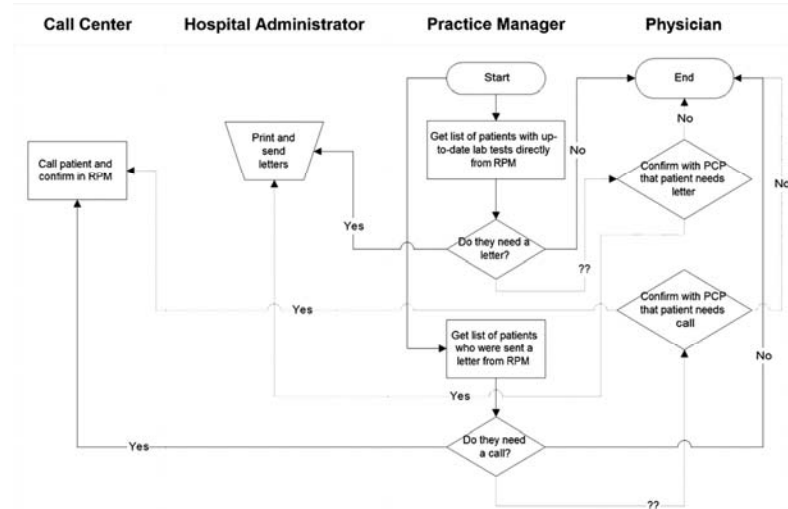 Call Center
Hospital Administrator
Practice Manager
Physician
Start
End
No
Print and
send
letters
Get list of patients with up-
to-date lab tests directly
from RPM
No
Call patient and
confirm in RPM
Confirm with PCP
that patient needs
letter
No
Yes
Do they need a
letter?
??
Confirm with PCP
that patient needs
call
Yes
Get list of patients
who were sent a
letter from RPM
No
Yes
Do they need
a call?
Yes
??